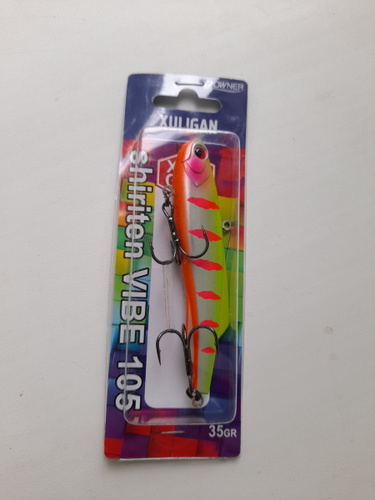 OWNER
XULIGAN
shiriten VIBE 105
35GR